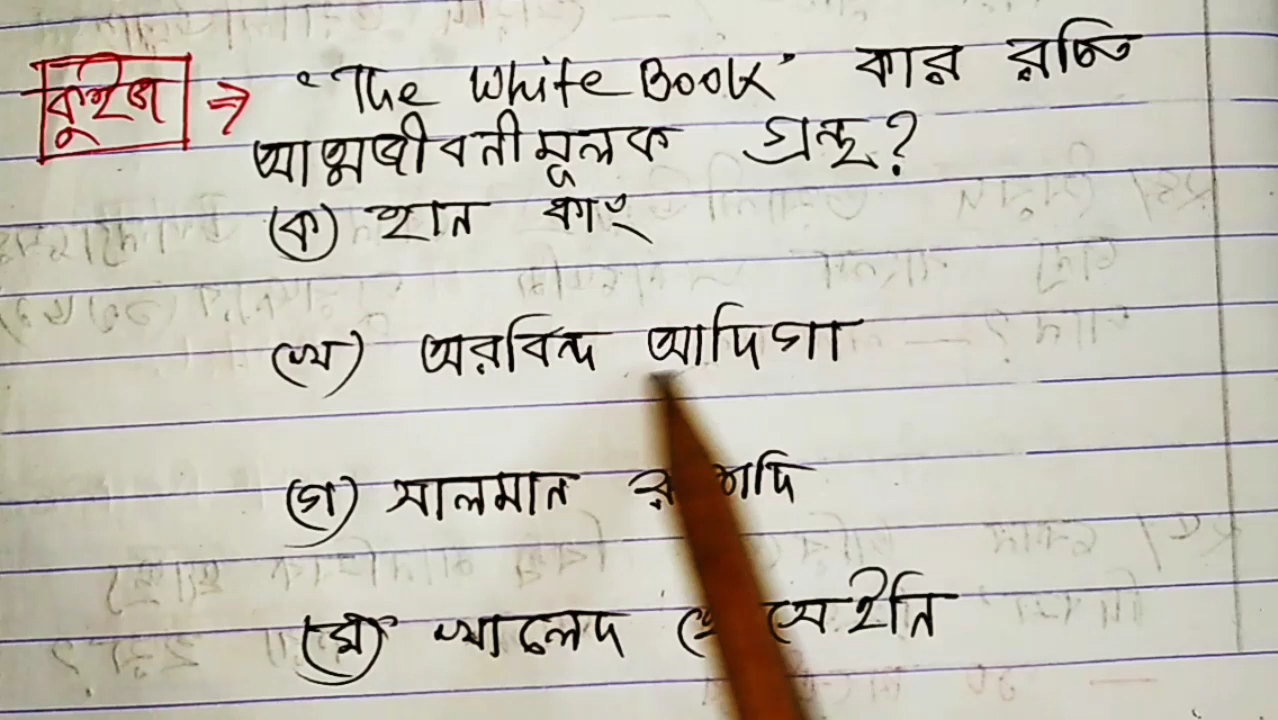 কুইজ ⇒ "The White Book" কার রচিত
আত্মজীবনীমূলক গ্রন্থ?
(ক) হান কাং
(খ) অরবিন্দ আদিগা
(গ) সালমান
(ঘ) খালেদ